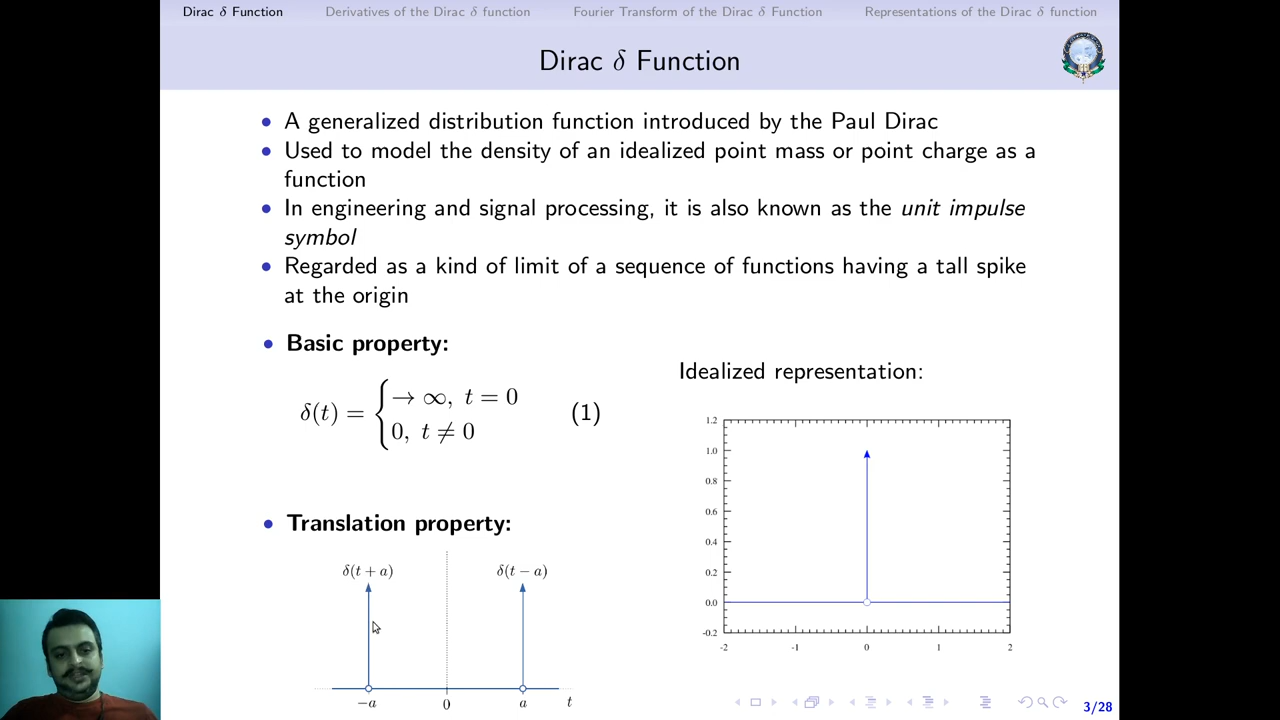 Dirac δ Function    Derivatives of the Dirac δ function    Fourier Transform of the Dirac δ Function    Representations of the Dirac δ function
Dirac δ Function
• A generalized distribution function introduced by the Paul Dirac
• Used to model the density of an idealized point mass or point charge as a
function
• In engineering and signal processing, it is also known as the unit impulse
symbol
• Regarded as a kind of limit of a sequence of functions having a tall spike
at the origin
• Basic property:
δ(t) = { → ∞, t = 0
0, t ≠ 0
(1)
• Translation property:
δ(t + a)    δ(t − a)
−a    0    a    t
Idealized representation:
1.2
1.0
0.8
0.6
0.4
0.2
0.0
-0.2
-2    -1    0    1    2
3/28